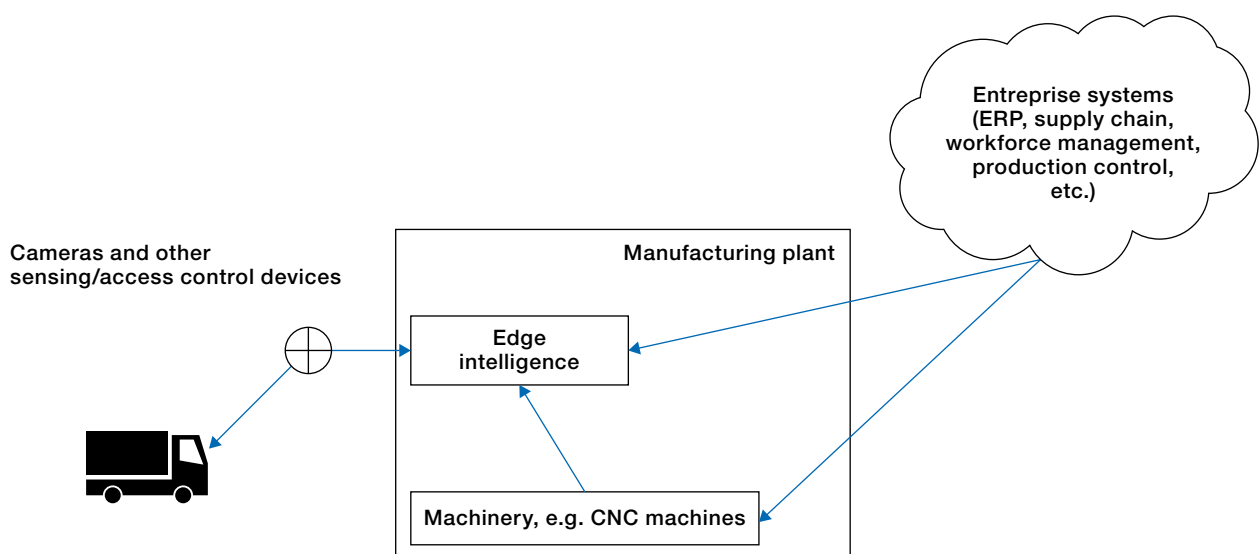 Entreprise systems
(ERP, supply chain,
workforce management,
production control,
etc.)
Cameras and other
sensing/access control devices
Manufacturing plant
Edge
intelligence
Machinery, e.g. CNC machines